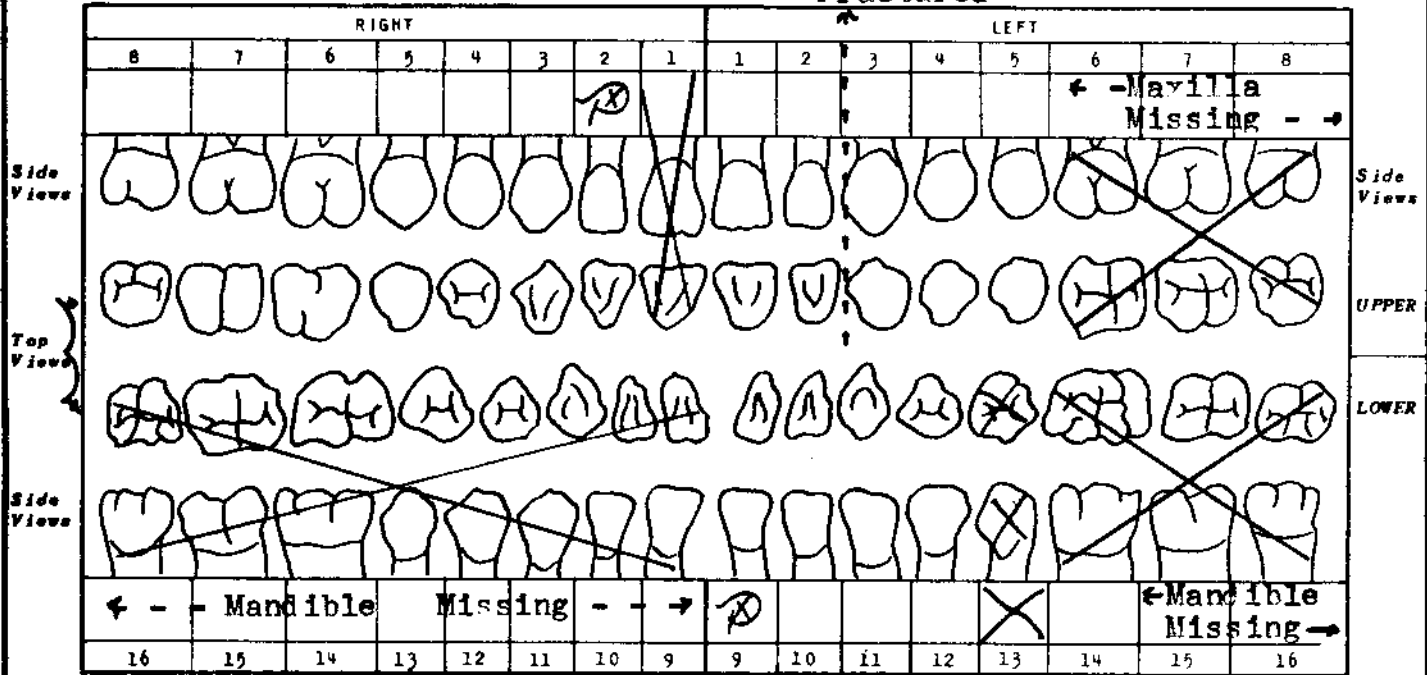 Fractured
RIGHT LEFT
8 7 6 5 4 3 2 1 1 2 3 4 5 6 7 8
X ← -Maxilla
Missing - →
Side Views Side Views
UPPER
Top Views
LOWER
Side Views
← - - Mandible Missing - - → X ←Mandible
Missing→
16 15 14 13 12 11 10 9 9 10 11 12 13 14 15 16